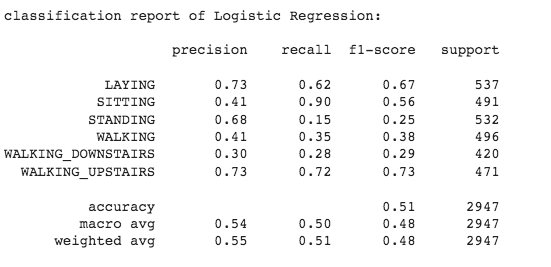 classification report of Logistic Regression:
precision recall f1-score support
LAYING 0.73 0.62 0.67 537
SITTING 0.41 0.90 0.56 491
STANDING 0.68 0.15 0.25 532
WALKING 0.41 0.35 0.38 496
WALKING_DOWNSTAIRS 0.30 0.28 0.29 420
WALKING_UPSTAIRS 0.73 0.72 0.73 471
accuracy 0.51 2947
macro avg 0.54 0.50 0.48 2947
weighted avg 0.55 0.51 0.48 2947